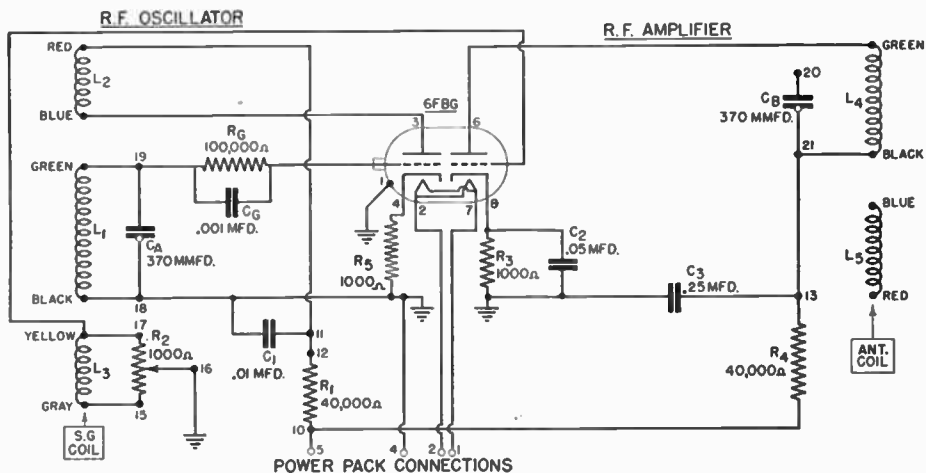 R.F. OSCILLATOR
R.F. AMPLIFIER
RED
L2
BLUE
GREEN
L1
BLACK
YELLOW
L3
GRAY
S.G
COIL
19
CA
370 MMFD.
18
17
R2
1000Ω
16
15
RG
100,000Ω
CG
.001 MFD.
C1
.01 MFD.
11
12
R1
40,000Ω
10
6F8G
3
6
1
4
2
7
8
R5
1000Ω
R3
1000Ω
C2
.05 MFD.
C3
.25 MFD.
20
CB
370 MMFD.
21
13
R4
40,000Ω
GREEN
L4
BLACK
BLUE
L5
RED
ANT.
COIL
5
4
2
1
POWER PACK CONNECTIONS